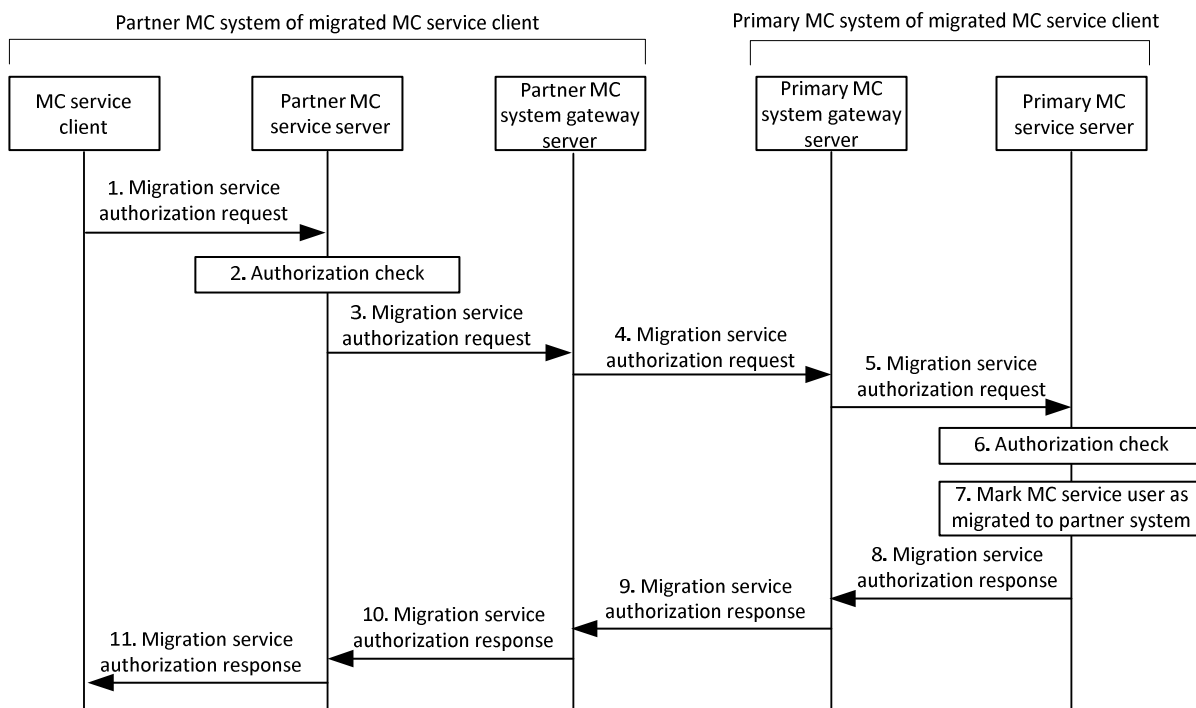 Partner MC system of migrated MC service client
Primary MC system of migrated MC service client
MC service
client
Partner MC
service server
Partner MC
system gateway
server
Primary MC
system gateway
server
Primary MC
service server
1. Migration service
authorization request
2. Authorization check
3. Migration service
authorization request
4. Migration service
authorization request
5. Migration service
authorization request
6. Authorization check
7. Mark MC service user as
migrated to partner system
8. Migration service
authorization response
9. Migration service
authorization response
10. Migration service
authorization response
11. Migration service
authorization response